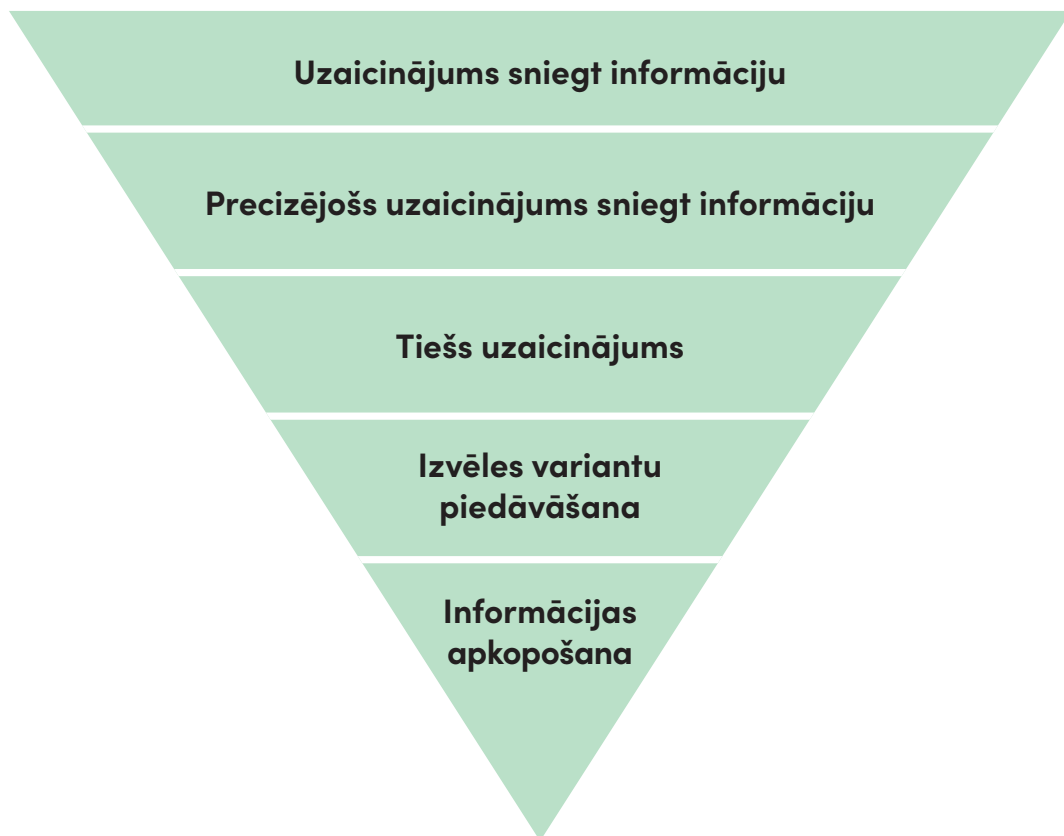 Uzaicinājums sniegt informāciju
Precizējošs uzaicinājums sniegt informāciju
Tiešs uzaicinājums
Izvēles variantu
piedāvāšana
Informācijas
apkopošana